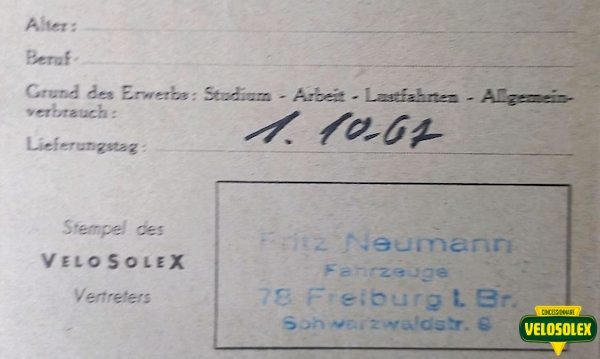 Alter:
Beruf-
Grund des Erwerbs: Studium - Arbeit - Lustfahrten - Allgemein-
verbrauch:
Lieferungstag: 1. 10.67
Stempel des
VELOSOLEX
Vertreters
Fritz Neumann
Fahrzeuge
78 Freiburg i. Br.
Schwarzwaldstr. 6
CONCESSIONNAIRE
VELOSOLEX